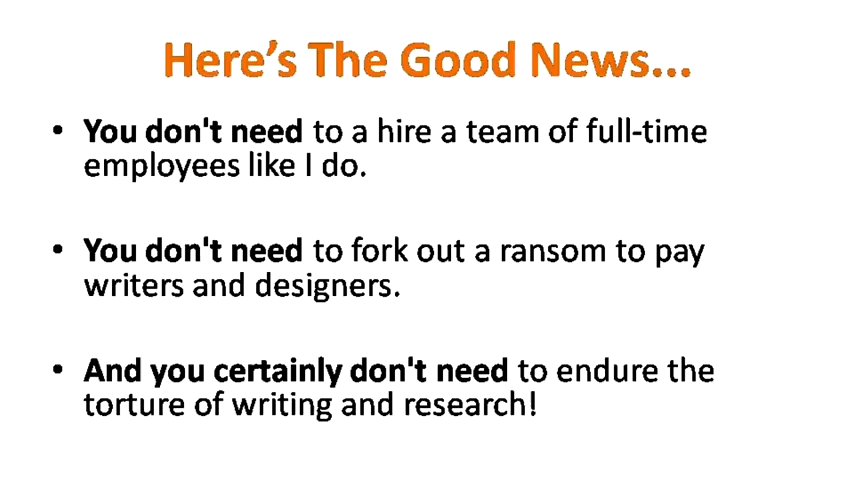 Here’s The Good News...
• You don't need to a hire a team of full-time
employees like I do.
• You don't need to fork out a ransom to pay
writers and designers.
• And you certainly don't need to endure the
torture of writing and research!